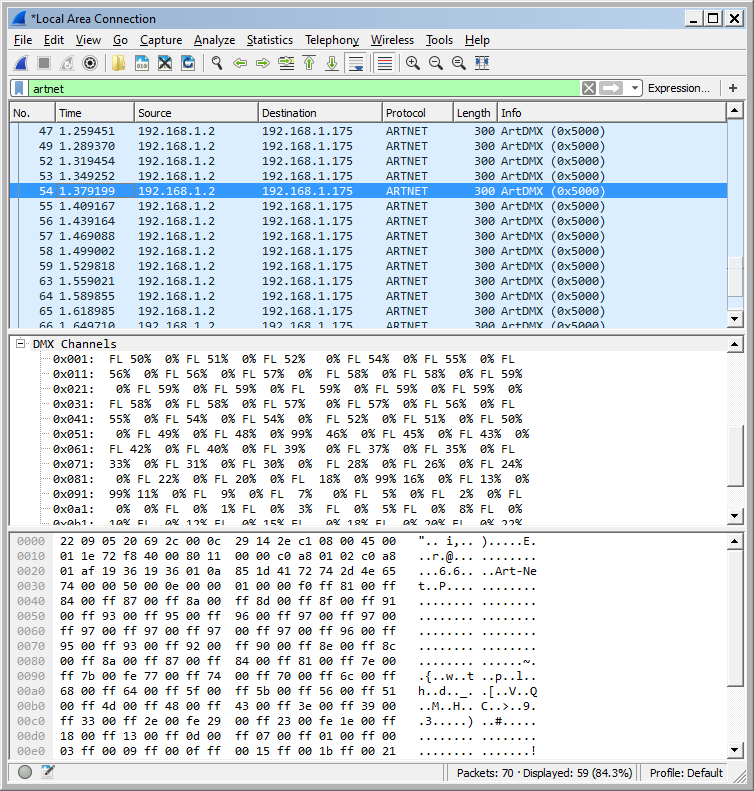 *Local Area Connection
File Edit View Go Capture Analyze Statistics Telephony Wireless Tools Help
artnet Expression... +
No. Time Source Destination Protocol Length Info
47 1.259451 192.168.1.2 192.168.1.175 ARTNET 300 ArtDMX (0x5000)
49 1.289370 192.168.1.2 192.168.1.175 ARTNET 300 ArtDMX (0x5000)
52 1.319454 192.168.1.2 192.168.1.175 ARTNET 300 ArtDMX (0x5000)
53 1.349252 192.168.1.2 192.168.1.175 ARTNET 300 ArtDMX (0x5000)
54 1.379199 192.168.1.2 192.168.1.175 ARTNET 300 ArtDMX (0x5000)
55 1.409167 192.168.1.2 192.168.1.175 ARTNET 300 ArtDMX (0x5000)
56 1.439164 192.168.1.2 192.168.1.175 ARTNET 300 ArtDMX (0x5000)
57 1.469088 192.168.1.2 192.168.1.175 ARTNET 300 ArtDMX (0x5000)
58 1.499002 192.168.1.2 192.168.1.175 ARTNET 300 ArtDMX (0x5000)
59 1.529818 192.168.1.2 192.168.1.175 ARTNET 300 ArtDMX (0x5000)
63 1.559021 192.168.1.2 192.168.1.175 ARTNET 300 ArtDMX (0x5000)
64 1.589855 192.168.1.2 192.168.1.175 ARTNET 300 ArtDMX (0x5000)
65 1.618985 192.168.1.2 192.168.1.175 ARTNET 300 ArtDMX (0x5000)
66 1.649710 192.168.1.2 192.168.1.175 ARTNET 300 ArtDMX (0x5000)
DMX Channels
0x001: FL 50% 0% FL 51% 0% FL 52% 0% FL 54% 0% FL 55% 0% FL
0x011: 56% 0% FL 56% 0% FL 57% 0% FL 58% 0% FL 58% 0% FL 59%
0x021: 0% FL 59% 0% FL 59% 0% FL 59% 0% FL 59% 0% FL 59% 0%
0x031: FL 58% 0% FL 58% 0% FL 57% 0% FL 57% 0% FL 56% 0% FL
0x041: 55% 0% FL 54% 0% FL 54% 0% FL 52% 0% FL 51% 0% FL 50%
0x051: 0% FL 49% 0% FL 48% 0% 99% 46% 0% FL 45% 0% FL 43% 0%
0x061: FL 42% 0% FL 40% 0% FL 39% 0% FL 37% 0% FL 35% 0% FL
0x071: 33% 0% FL 31% 0% FL 30% 0% FL 28% 0% FL 26% 0% FL 24%
0x081: 0% FL 22% 0% FL 20% 0% FL 18% 0% 99% 16% 0% FL 13% 0%
0x091: 99% 11% 0% FL 9% 0% FL 7% 0% FL 5% 0% FL 2% 0% FL
0x0a1: 0% 0% FL 1% FL 0% 3% FL 0% 5% FL 0% 8% FL 0%
0x0b1: 10% FL 0% 12% FL 0% 15% FL 0% 18% FL 0% 20% FL 0% 22%
0000 22 09 05 20 69 2c 00 0c 29 14 2e c1 08 00 45 00 ".. i,.. ).....E.
0010 01 1e 72 f8 40 00 80 11 00 00 c0 a8 01 02 c0 a8 ..r.@... ........
0020 01 af 19 36 19 36 01 0a 85 1d 41 72 74 2d 4e 65 ...6.6.. ..Art-Ne
0030 74 00 00 50 00 0e 00 00 01 00 00 f0 ff 81 00 ff t..P.... ........
0040 84 00 ff 87 00 ff 8a 00 ff 8d 00 ff 8f 00 ff 91 ........ ........
0050 00 ff 93 00 ff 95 00 ff 96 00 ff 97 00 ff 97 00 ........ ........
0060 ff 97 00 ff 97 00 ff 97 00 ff 97 00 ff 96 00 ff ........ ........
0070 95 00 ff 93 00 ff 92 00 ff 90 00 ff 8e 00 ff 8c ........ ........
0080 00 ff 8a 00 ff 87 00 ff 84 00 ff 81 00 ff 7e 00 ........ ......~.
0090 ff 7b 00 fe 77 00 ff 74 00 ff 70 00 ff 6c 00 ff .{..w..t ..p..l..
00a0 68 00 ff 64 00 ff 5f 00 ff 5b 00 ff 56 00 ff 51 h..d.._. .[..V..Q
00b0 00 ff 4d 00 ff 48 00 ff 43 00 ff 3e 00 ff 39 00 ..M..H.. C..>..9.
00c0 ff 33 00 ff 2e 00 fe 29 00 ff 23 00 fe 1e 00 ff .3.....) ..#.....
00d0 18 00 ff 13 00 ff 0d 00 ff 07 00 ff 01 00 ff 00 ........ ........
00e0 03 ff 00 09 ff 00 0f ff 00 15 ff 00 1b ff 00 21 ........ .......!
Packets: 70 · Displayed: 59 (84.3%) Profile: Default